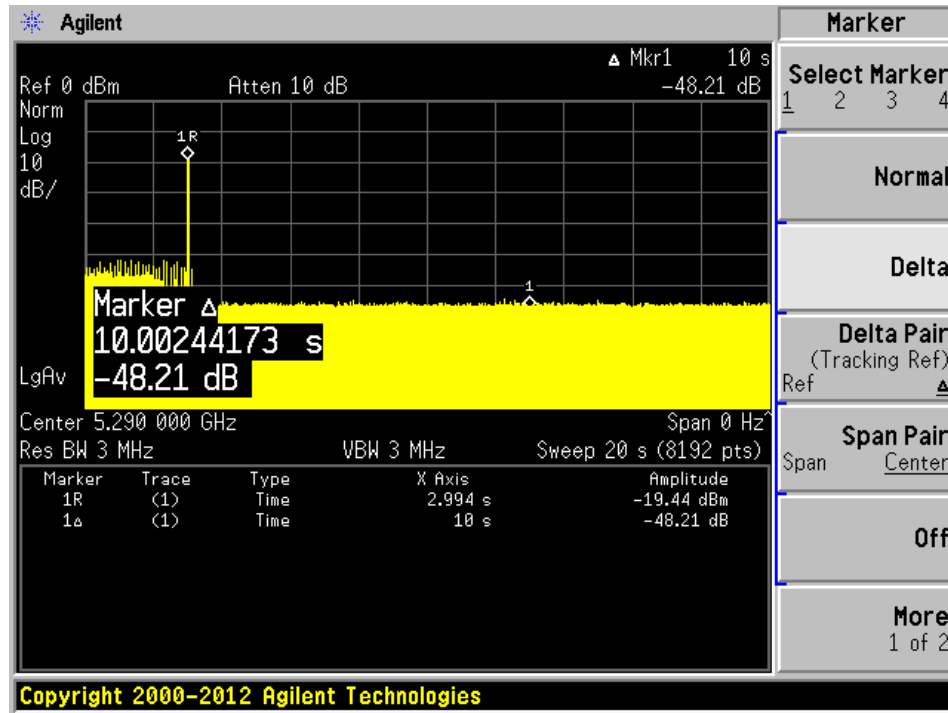 Agilent
Marker
Δ Mkr1 10 s
Ref 0 dBm Atten 10 dB -48.21 dB
Norm
Log
10
dB/
1R
1
Marker Δ
10.00244173 s
-48.21 dB
LgAv
Center 5.290 000 GHz Span 0 Hz^
Res BW 3 MHz VBW 3 MHz Sweep 20 s (8192 pts)
Marker Trace Type X Axis Amplitude
1R (1) Time 2.994 s -19.44 dBm
1Δ (1) Time 10 s -48.21 dB
Select Marker
1 2 3 4
Normal
Delta
Delta Pair
(Tracking Ref)
Ref Δ
Span Pair
Span Center
Off
More
1 of 2
Copyright 2000-2012 Agilent Technologies